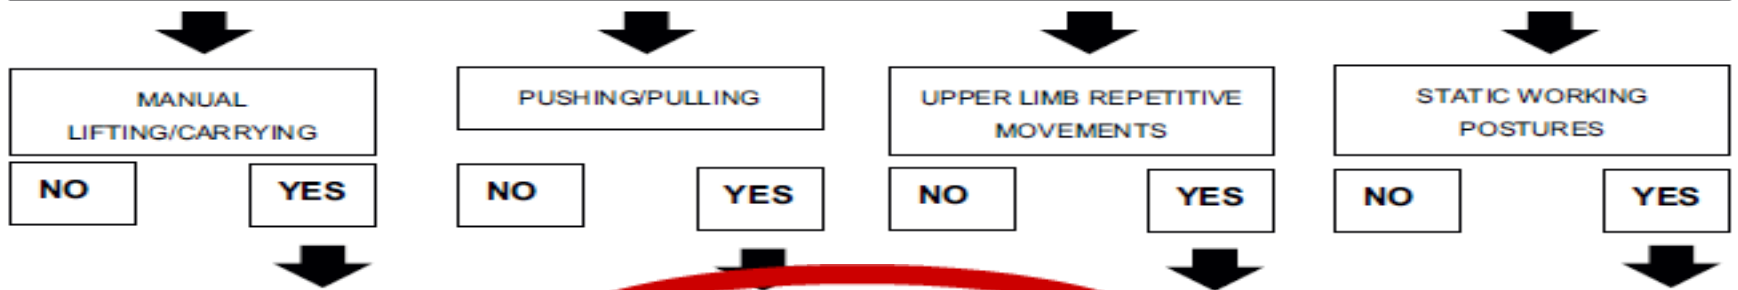 MANUAL
LIFTING/CARRYING
PUSHING/PULLING
UPPER LIMB REPETITIVE
MOVEMENTS
STATIC WORKING
POSTURES
NO
YES
NO
YES
NO
YES
NO
YES